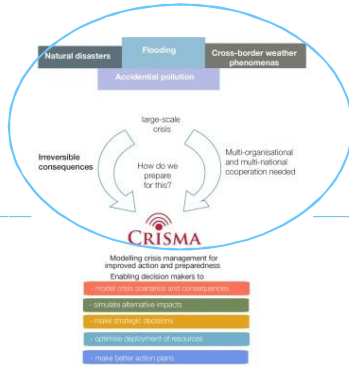 Flooding
Natural disasters
Cross-border weather
phenomenas
Accidential pollution
large-scale
crisis
Irreversible
consequences
How do we
prepare
for this?
Multi-organisational
and multi-national
cooperation needed
CRISMA
Modelling crisis management for
improved action and preparedness
Enabling decision makers to
- model crisis scenarios and consequences
- simulate alternative impacts
- make strategic decisions
- optimise deployment of resources
- make better action plans